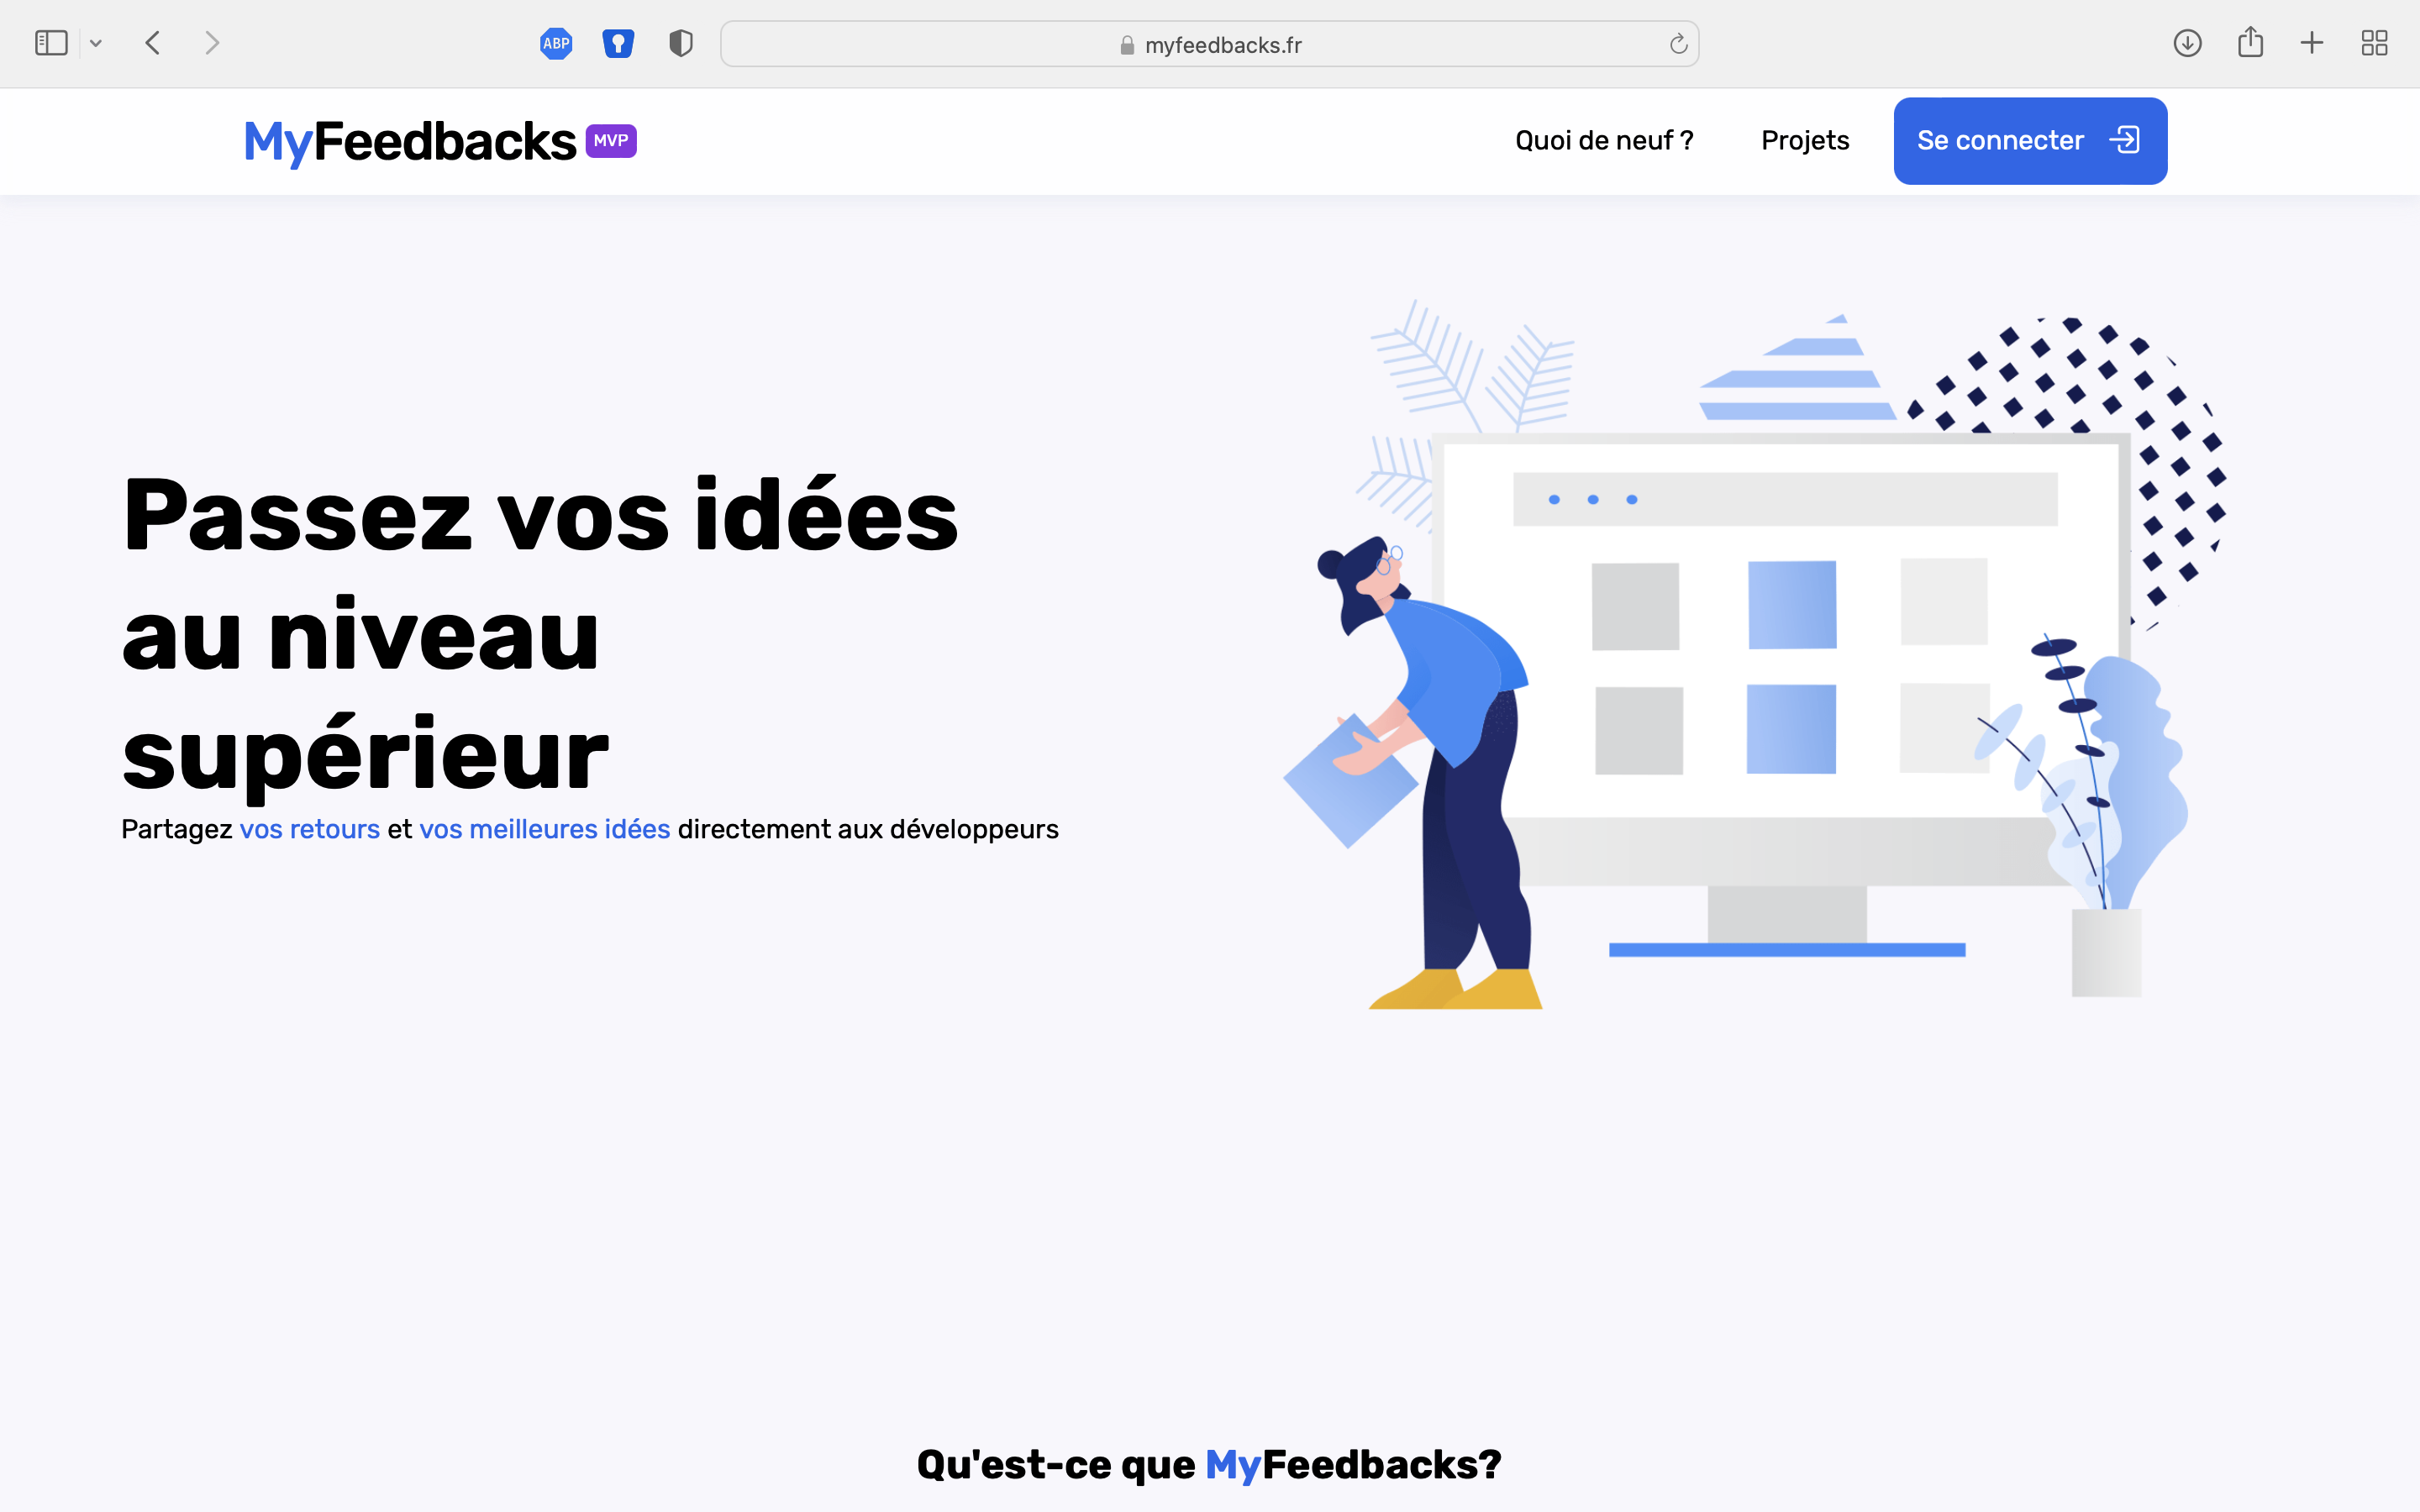 ABP
myfeedbacks.fr
MyFeedbacks MVP
Quoi de neuf ?
Projets
Se connecter
Passez vos idées
au niveau
supérieur
Partagez vos retours et vos meilleures idées directement aux développeurs
Qu'est-ce que MyFeedbacks?